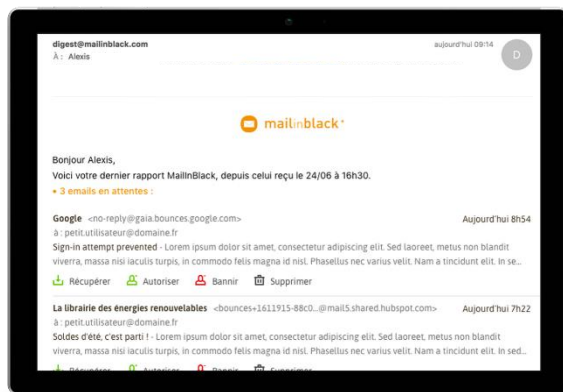 digest@mailinblack.com
aujourd'hui 09:14
À : Alexis
D
mailinblack
Bonjour Alexis,
Voici votre dernier rapport MailInBlack, depuis celui reçu le 24/06 à 16h30.
• 3 emails en attentes :
Google <no-reply@gaia.bounces.google.com> Aujourd'hui 8h54
à : petit.utilisateur@domaine.fr
Sign-in attempt prevented - Lorem ipsum dolor sit amet, consectetur adipiscing elit. Sed laoreet, metus non blandit
viverra, massa nisi iaculis turpis, in commodo felis magna id nisl. Phasellus nec varius velit. Nam a tincidunt elit. In se...
Récupérer Autoriser Bannir Supprimer
La librairie des énergies renouvelables <bounces+1611915-88c0...@mail5.shared.hubspot.com> Aujourd'hui 7h22
à : petit.utilisateur@domaine.fr
Soldes d'été, c'est parti ! - Lorem ipsum dolor sit amet, consectetur adipiscing elit. Sed laoreet, metus non blandit
viverra, massa nisi iaculis turpis, in commodo felis magna id nisl. Phasellus nec varius velit. Nam a tincidunt elit. In sed...
Récupérer Autoriser Bannir Supprimer